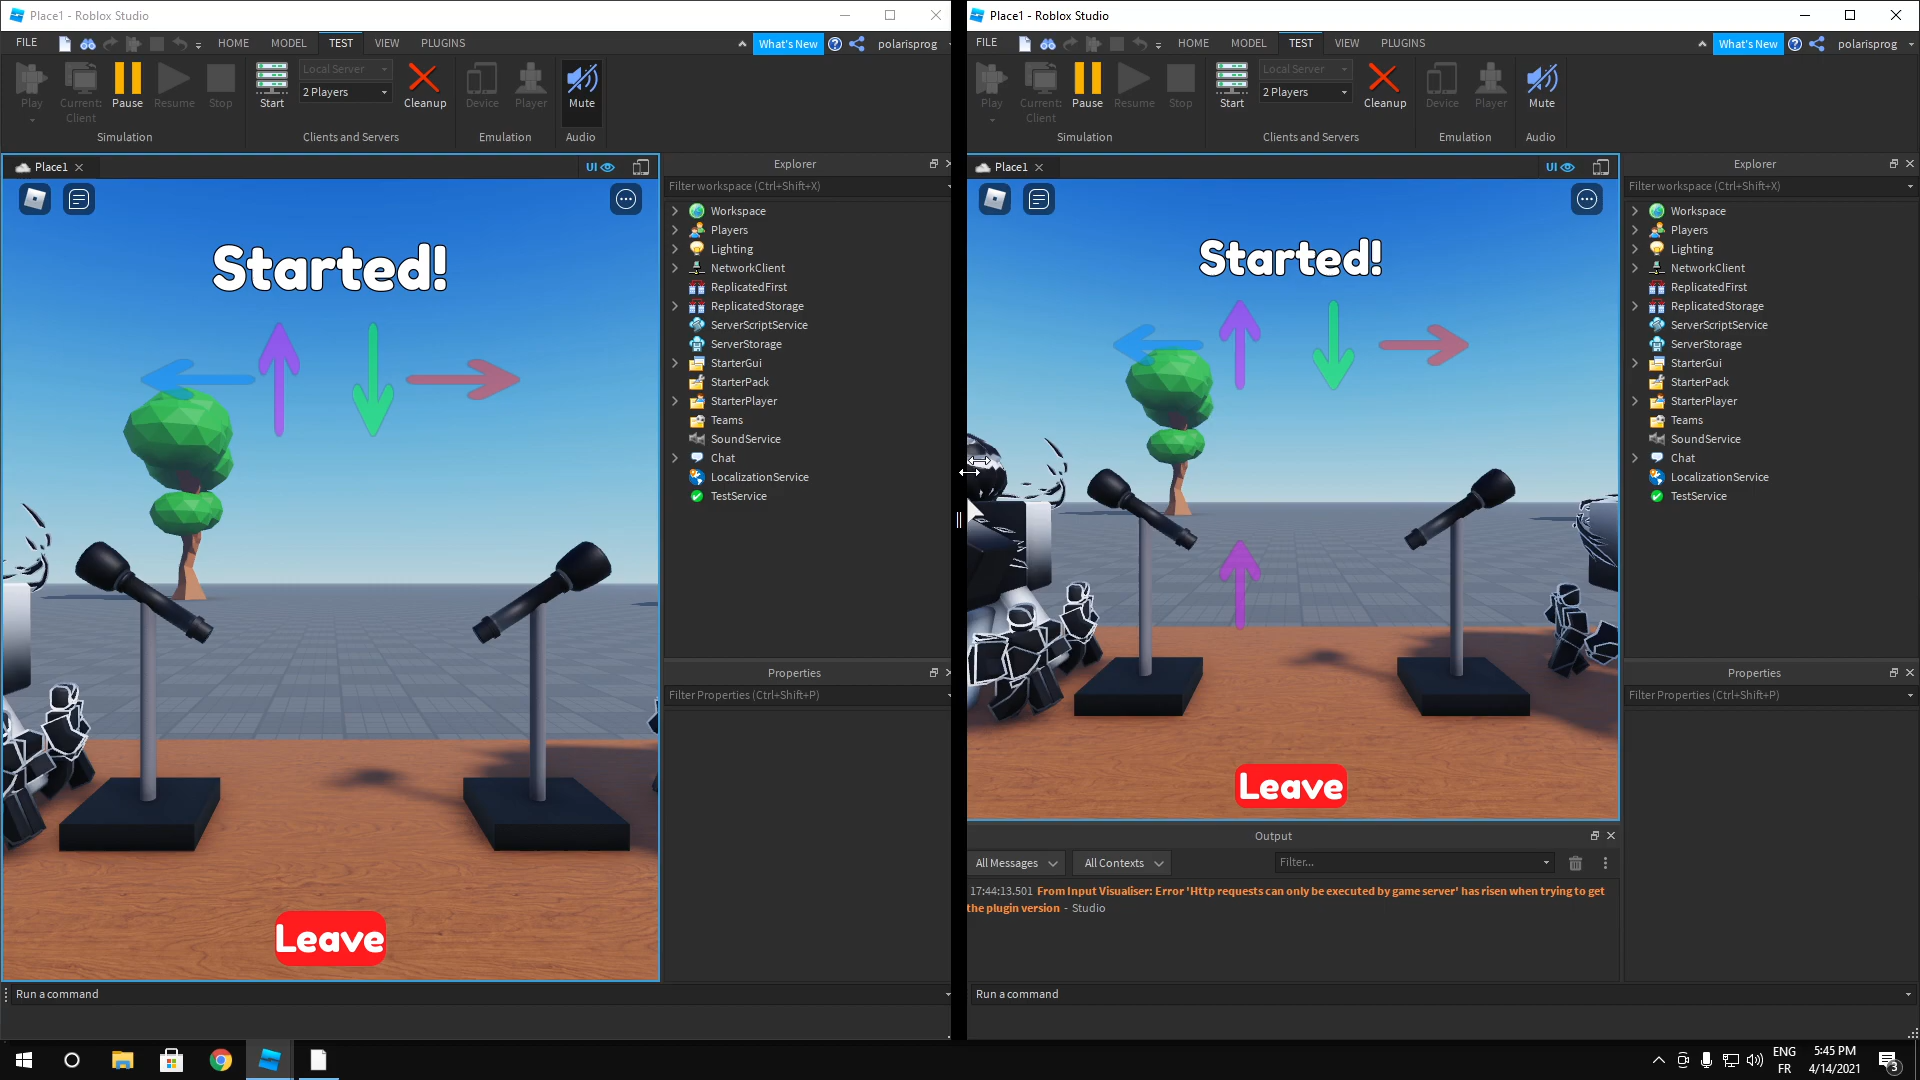 Place1 - Roblox Studio
FILE HOME MODEL TEST VIEW PLUGINS What's New polarisprog
Play
Current:
Client
Pause
Resume
Stop
Simulation
Start
Local Server
2 Players
Cleanup
Clients and Servers
Device
Player
Emulation
Mute
Audio
Place1
UI
Started!
Leave
Explorer
Filter workspace (Ctrl+Shift+X)
Workspace
Players
Lighting
NetworkClient
ReplicatedFirst
ReplicatedStorage
ServerScriptService
ServerStorage
StarterGui
StarterPack
StarterPlayer
Teams
SoundService
Chat
LocalizationService
TestService
Properties
Filter Properties (Ctrl+Shift+P)
Run a command
Place1 - Roblox Studio
FILE HOME MODEL TEST VIEW PLUGINS What's New polarisprog
Play
Current:
Client
Pause
Resume
Stop
Simulation
Start
Local Server
2 Players
Cleanup
Clients and Servers
Device
Player
Emulation
Mute
Audio
Place1
UI
Started!
Leave
Explorer
Filter workspace (Ctrl+Shift+X)
Workspace
Players
Lighting
NetworkClient
ReplicatedFirst
ReplicatedStorage
ServerScriptService
ServerStorage
StarterGui
StarterPack
StarterPlayer
Teams
SoundService
Chat
LocalizationService
TestService
Properties
Filter Properties (Ctrl+Shift+P)
Output
All Messages All Contexts Filter...
17:44:13.501 From Input Visualiser: Error 'Http requests can only be executed by game server' has risen when trying to get
the plugin version - Studio
Run a command
ENG
FR
5:45 PM
4/14/2021
3